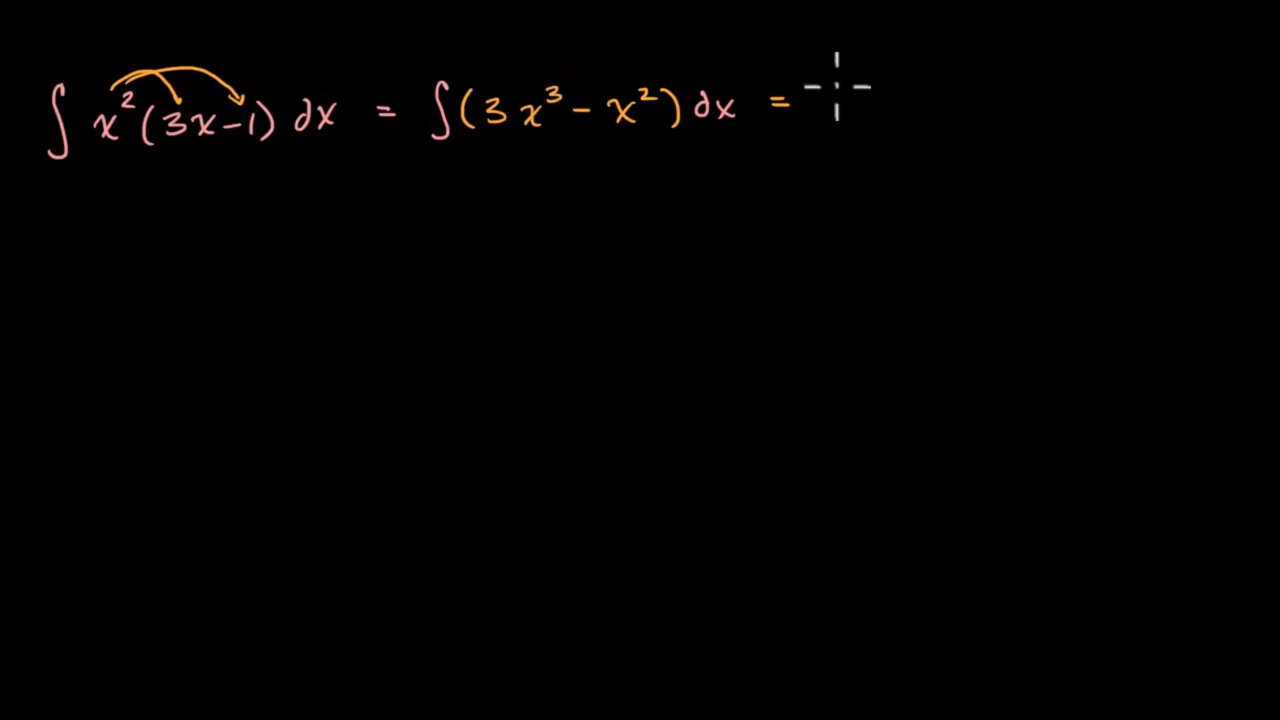 ∫ x²(3x-1) dx = ∫(3x³ - x²) dx =